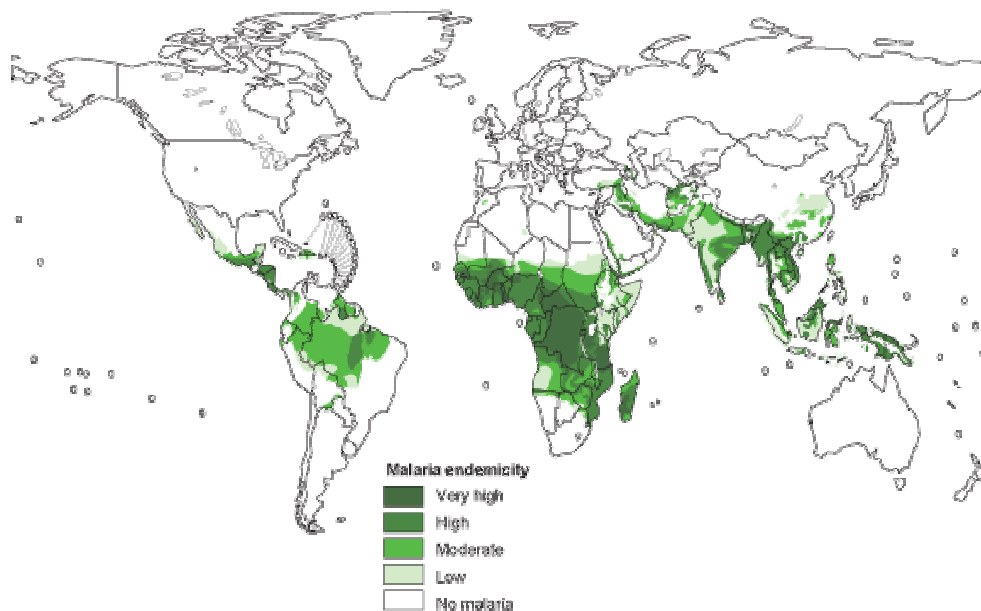 Malaria endemicity
Very high
High
Moderate
Low
No malaria